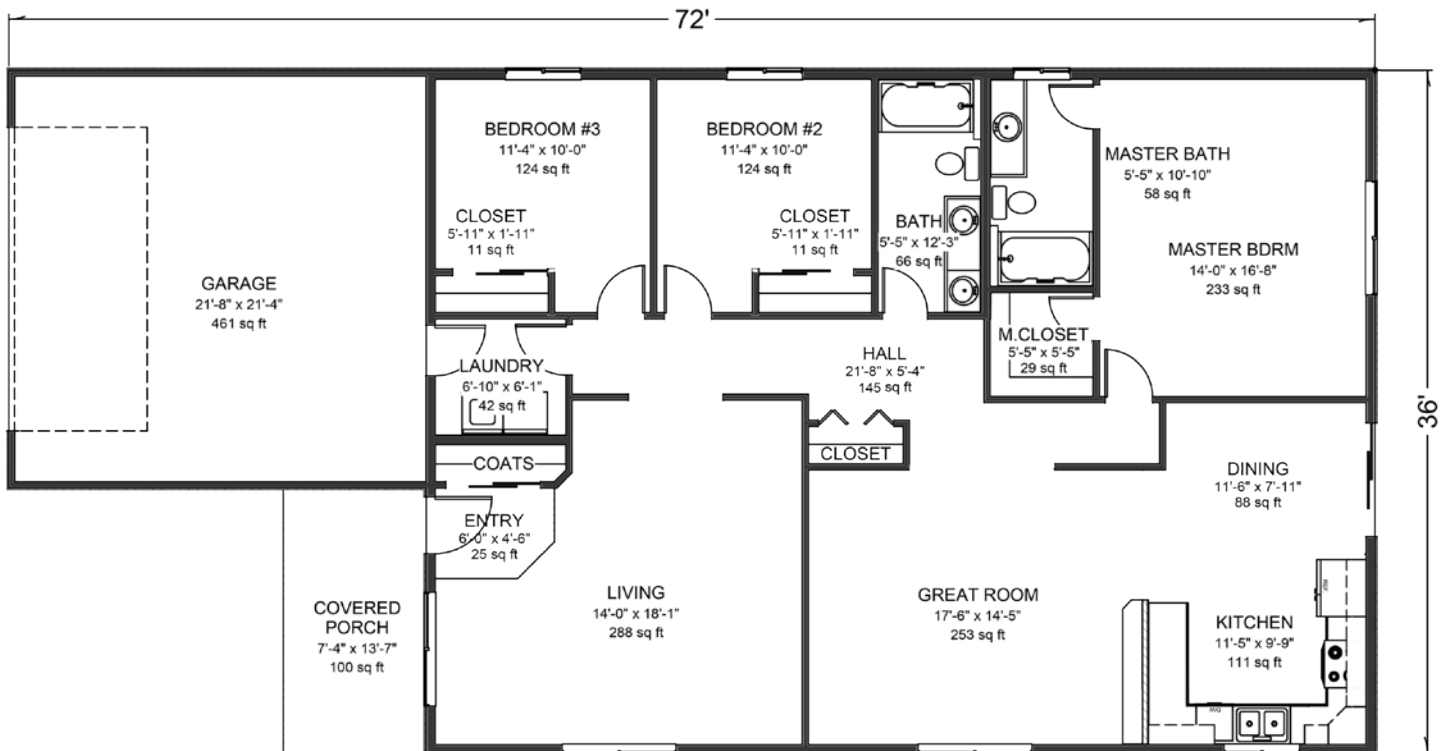 72'
BEDROOM #3
11'-4" x 10'-0"
124 sq ft
BEDROOM #2
11'-4" x 10'-0"
124 sq ft
MASTER BATH
5'-5" x 10'-10"
58 sq ft
CLOSET
5'-11" x 1'-11"
11 sq ft
CLOSET
5'-11" x 1'-11"
11 sq ft
BATH
5'-5" x 12'-3"
66 sq ft
MASTER BDRM
14'-0" x 16'-8"
233 sq ft
GARAGE
21'-8" x 21'-4"
461 sq ft
M.CLOSET
5'-5" x 5'-5"
29 sq ft
HALL
21'-8" x 5'-4"
145 sq ft
LAUNDRY
6'-10" x 6'-1"
42 sq ft
36'
CLOSET
COATS
DINING
11'-6" x 7'-11"
88 sq ft
ENTRY
6'-0" x 4'-6"
25 sq ft
LIVING
14'-0" x 18'-1"
288 sq ft
GREAT ROOM
17'-6" x 14'-5"
253 sq ft
REF
COVERED
PORCH
7'-4" x 13'-7"
100 sq ft
KITCHEN
11'-5" x 9'-9"
111 sq ft
DW